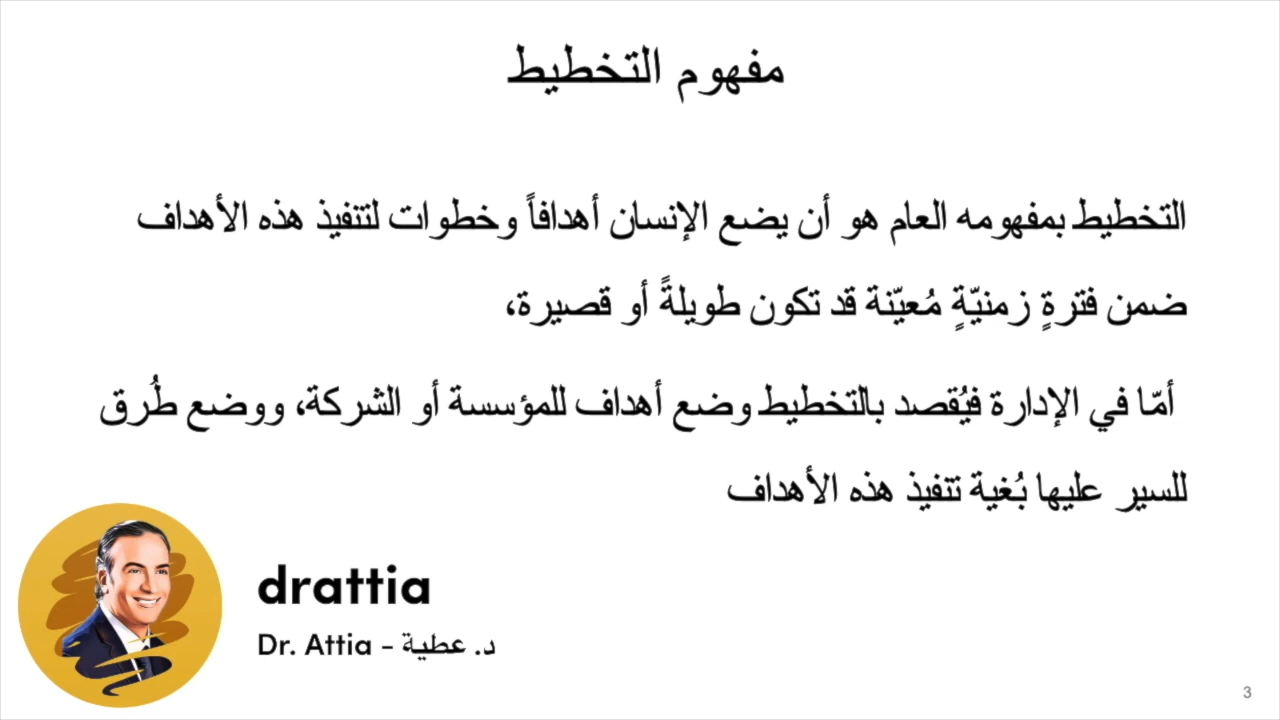 مفهوم التخطيط
التخطيط بمفهومه العام هو أن يضع الإنسان أهدافاً وخطوات لتنفيذ هذه الأهداف
ضمن فترةٍ زمنيّةٍ مُعيّنة قد تكون طويلةً أو قصيرة،
أمّا في الإدارة فيُقصد بالتخطيط وضع أهداف للمؤسسة أو الشركة، ووضع طُرق
للسير عليها بُغية تنفيذ هذه الأهداف
drattia
Dr. Attia - د. عطية
3